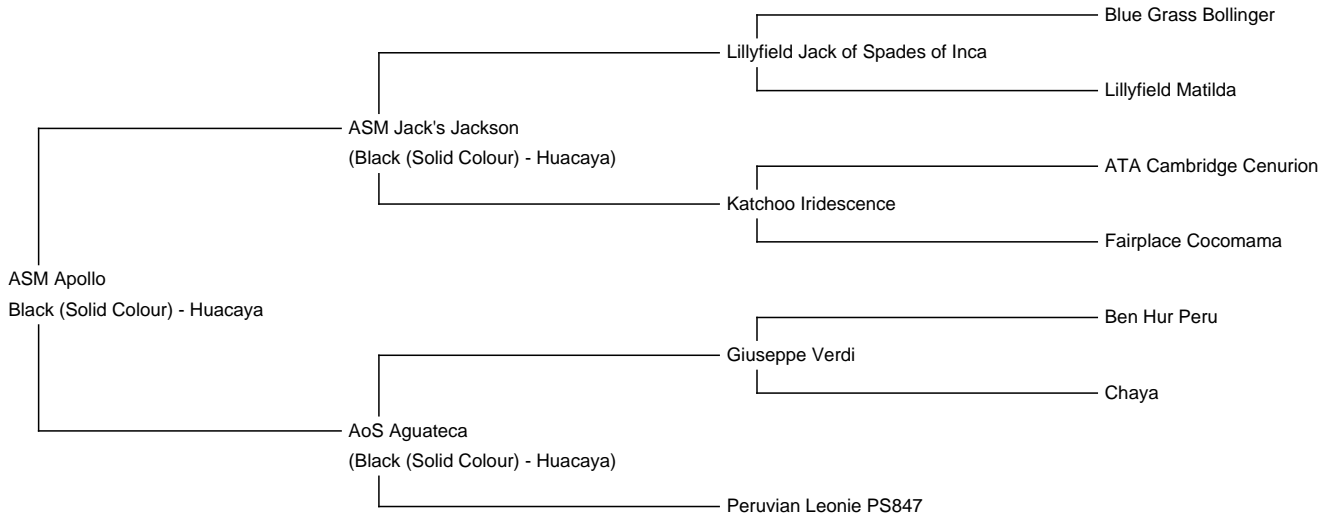 Blue Grass Bollinger
Lillyfield Jack of Spades of Inca
Lillyfield Matilda
ASM Jack's Jackson
(Black (Solid Colour) - Huacaya)
ATA Cambridge Cenurion
Katchoo Iridescence
Fairplace Cocomama
ASM Apollo
Black (Solid Colour) - Huacaya
Ben Hur Peru
Giuseppe Verdi
Chaya
AoS Aguateca
(Black (Solid Colour) - Huacaya)
Peruvian Leonie PS847